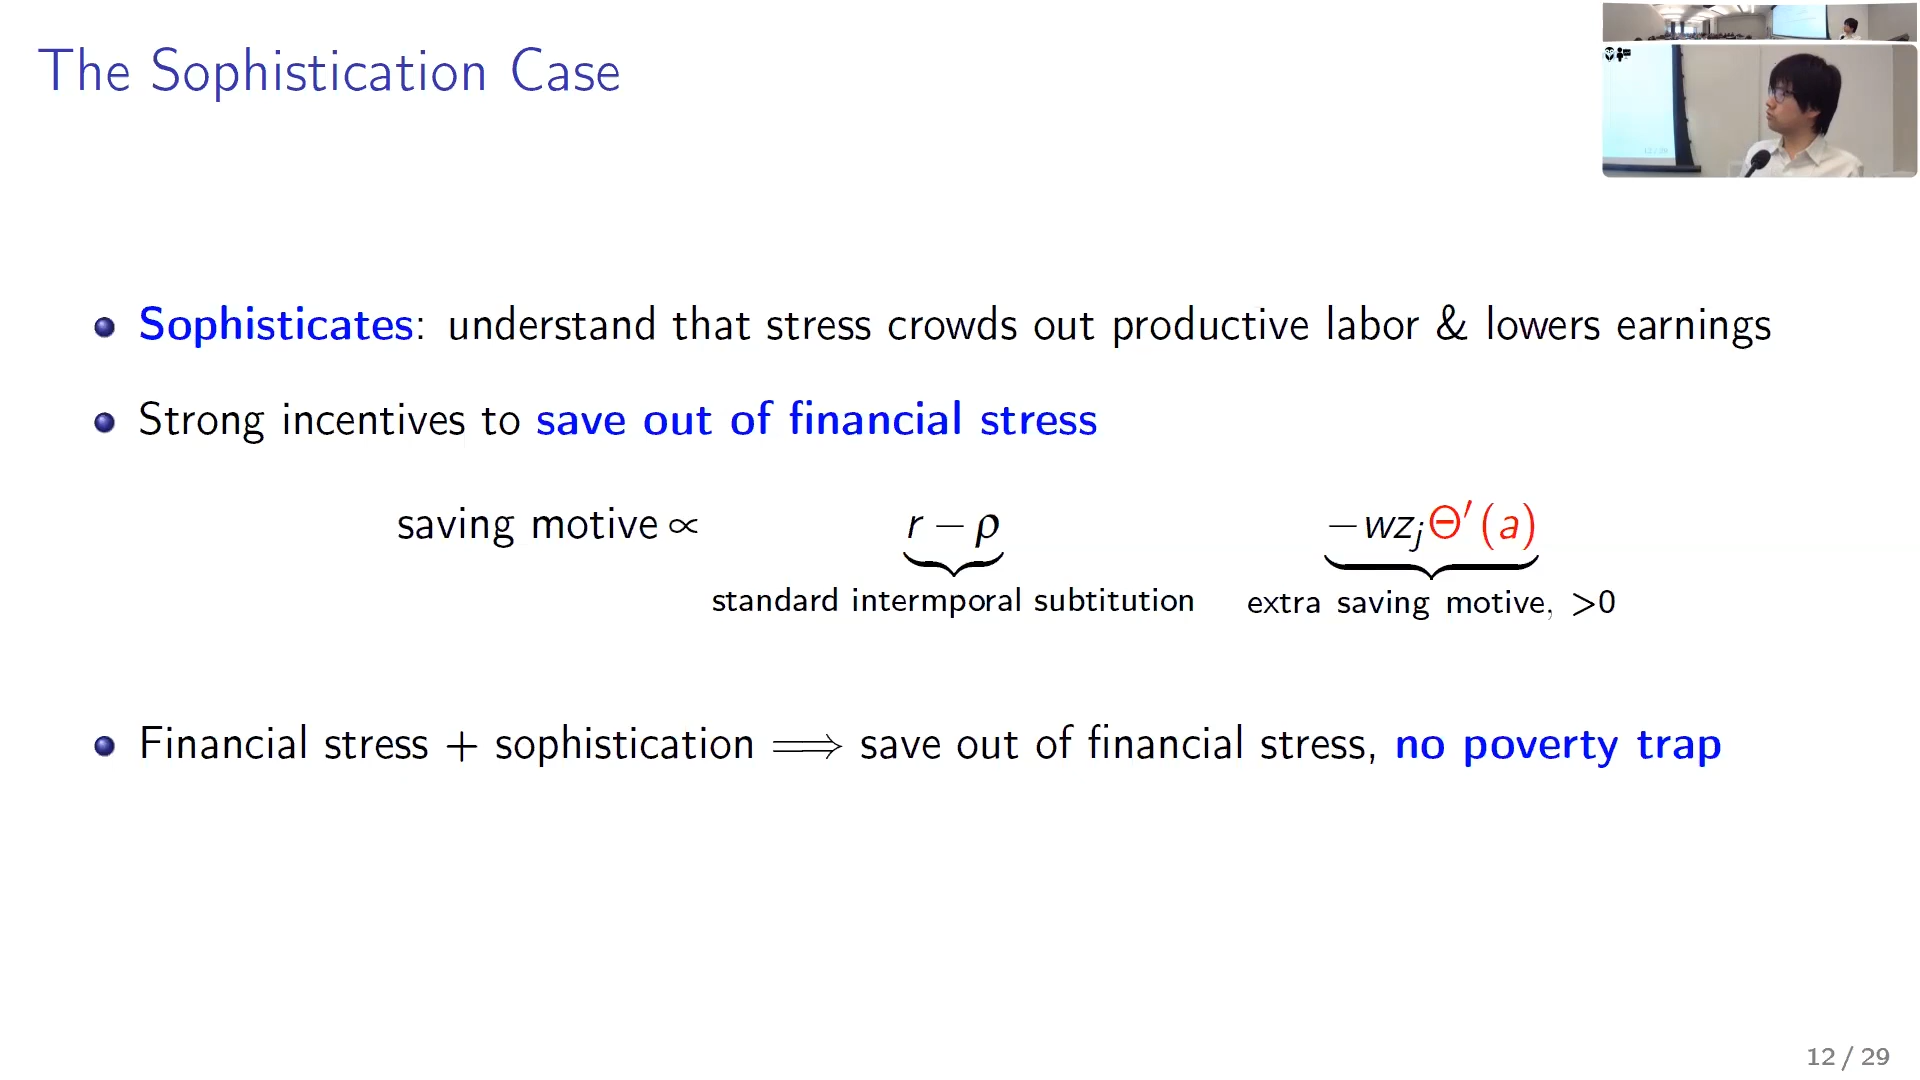 The Sophistication Case
Sophisticates: understand that stress crowds out productive labor & lowers earnings
Strong incentives to save out of financial stress
saving motive ∝ r − ρ −wz_jΘ′(a)
standard intermporal subtitution extra saving motive, >0
Financial stress + sophistication ⟹ save out of financial stress, no poverty trap
12 / 29